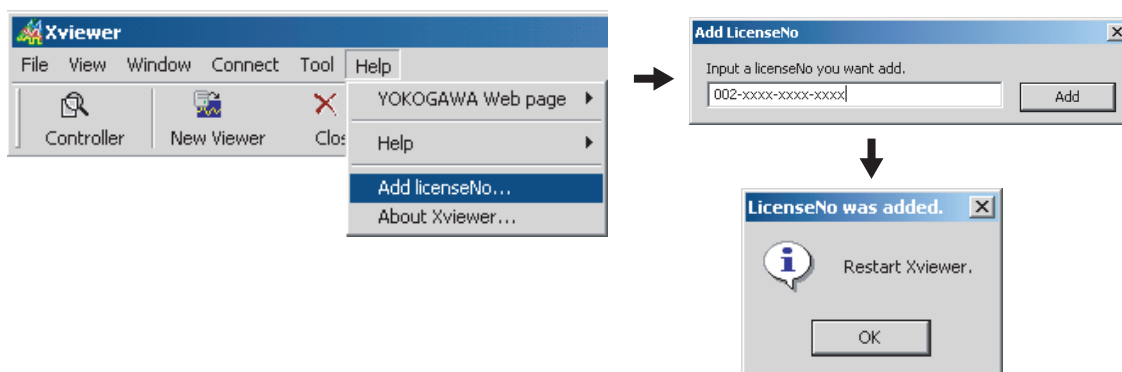 Xviewer
File View Window Connect Tool Help
Controller New Viewer Clos
YOKOGAWA Web page
Help
Add licenseNo...
About Xviewer...
Add LicenseNo
Input a licenseNo you want add.
002-xxxx-xxxx-xxxx
Add
LicenseNo was added.
Restart Xviewer.
OK